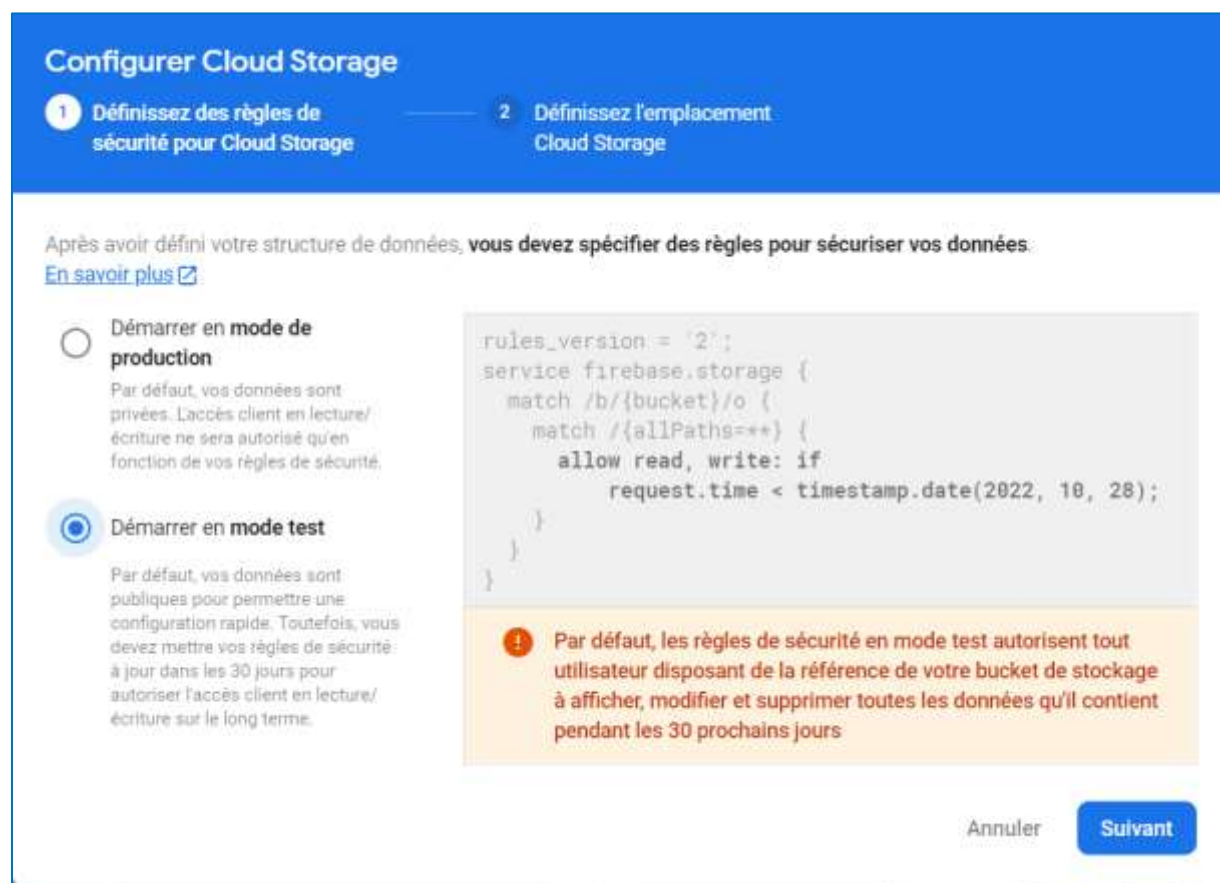 Configurer Cloud Storage
1 Définissez des règles de
sécurité pour Cloud Storage
2 Définissez l'emplacement
Cloud Storage
Après avoir défini votre structure de données, vous devez spécifier des règles pour sécuriser vos données.
En savoir plus
Démarrer en mode de
production
Par défaut, vos données sont
privées. L'accès client en lecture/
écriture ne sera autorisé qu'en
fonction de vos règles de sécurité.
Démarrer en mode test
Par défaut, vos données sont
publiques pour permettre une
configuration rapide. Toutefois, vous
devez mettre vos règles de sécurité
à jour dans les 30 jours pour
autoriser l'accès client en lecture/
écriture sur le long terme.
rules_version = '2';
service firebase.storage {
match /b/{bucket}/o {
match /{allPaths=**} {
allow read, write: if
request.time < timestamp.date(2022, 10, 28);
}
}
}
! Par défaut, les règles de sécurité en mode test autorisent tout
utilisateur disposant de la référence de votre bucket de stockage
à afficher, modifier et supprimer toutes les données qu'il contient
pendant les 30 prochains jours
Annuler
Suivant